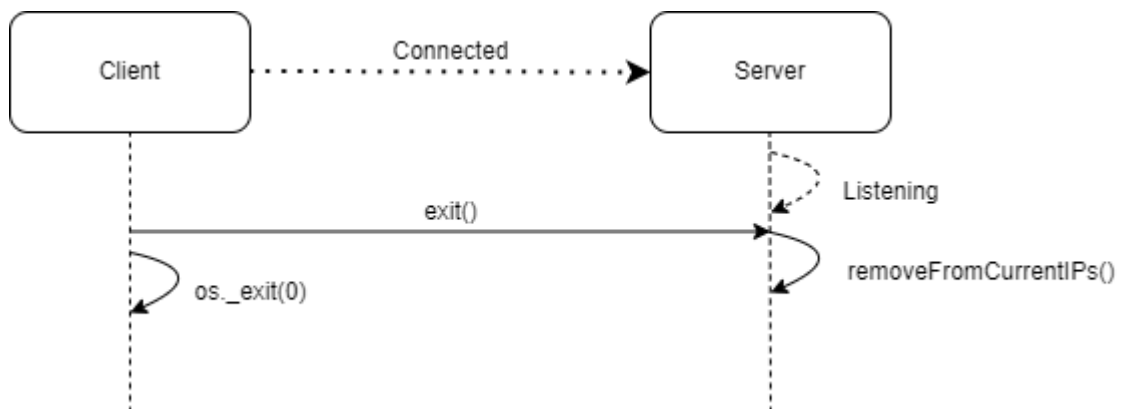 Client
Connected
Server
Listening
exit()
os._exit(0)
removeFromCurrentIPs()